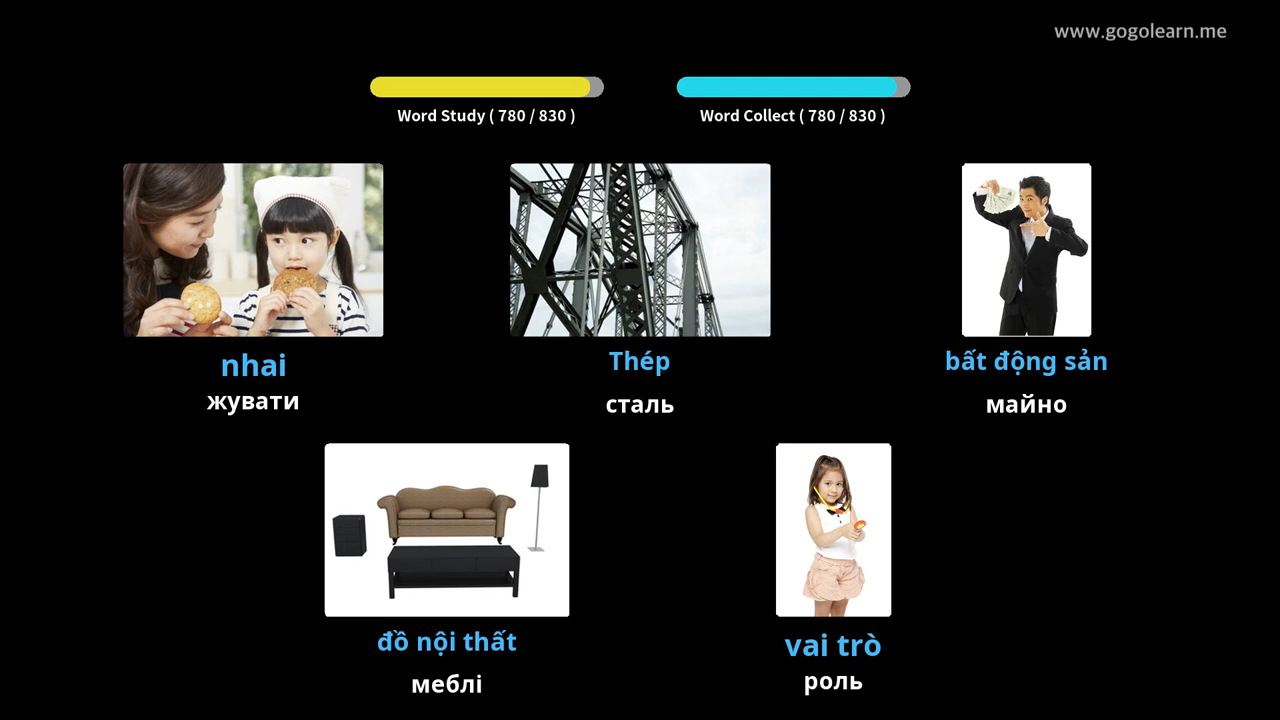 www.gogolearn.me
Word Study ( 780 / 830 )
Word Collect ( 780 / 830 )
nhai
жувати
Thép
сталь
bất động sản
майно
đồ nội thất
меблі
vai trò
роль